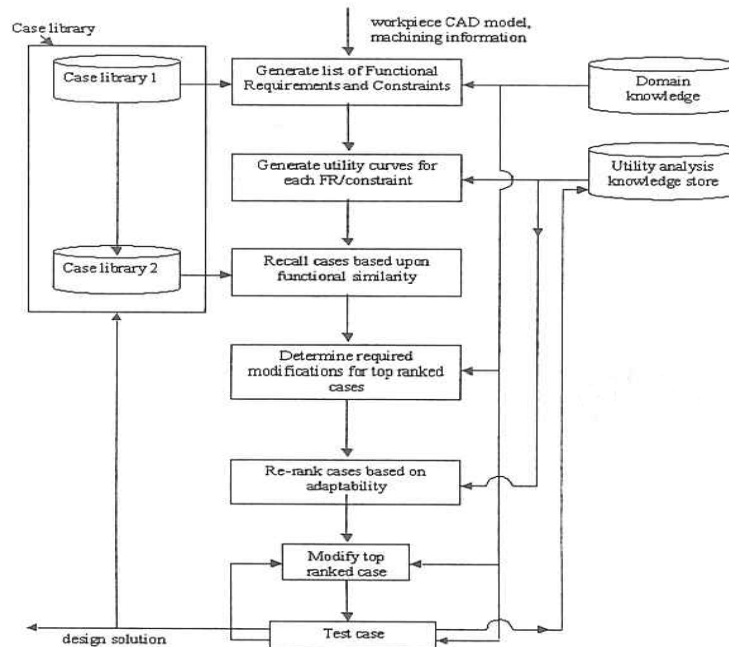 Case library
workpiece CAD model,
machining information
Case library 1
Generate list of Functional
Requirements and Constraints
Domain
knowledge
Generate utility curves for
each FR/constraint
Utility analysis
knowledge store
Case library 2
Recall cases based upon
functional similarity
Determine required
modifications for top ranked
cases
Re-rank cases based on
adaptability
Modify top
ranked case
design solution
Test case